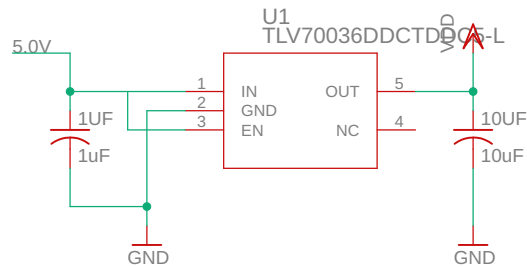 U1
TLV70036DDCTDDC5-L
5.0V
VDD
1
IN
OUT
5
2
GND
3
EN
NC
4
1UF
1uF
10UF
10uF
GND
GND